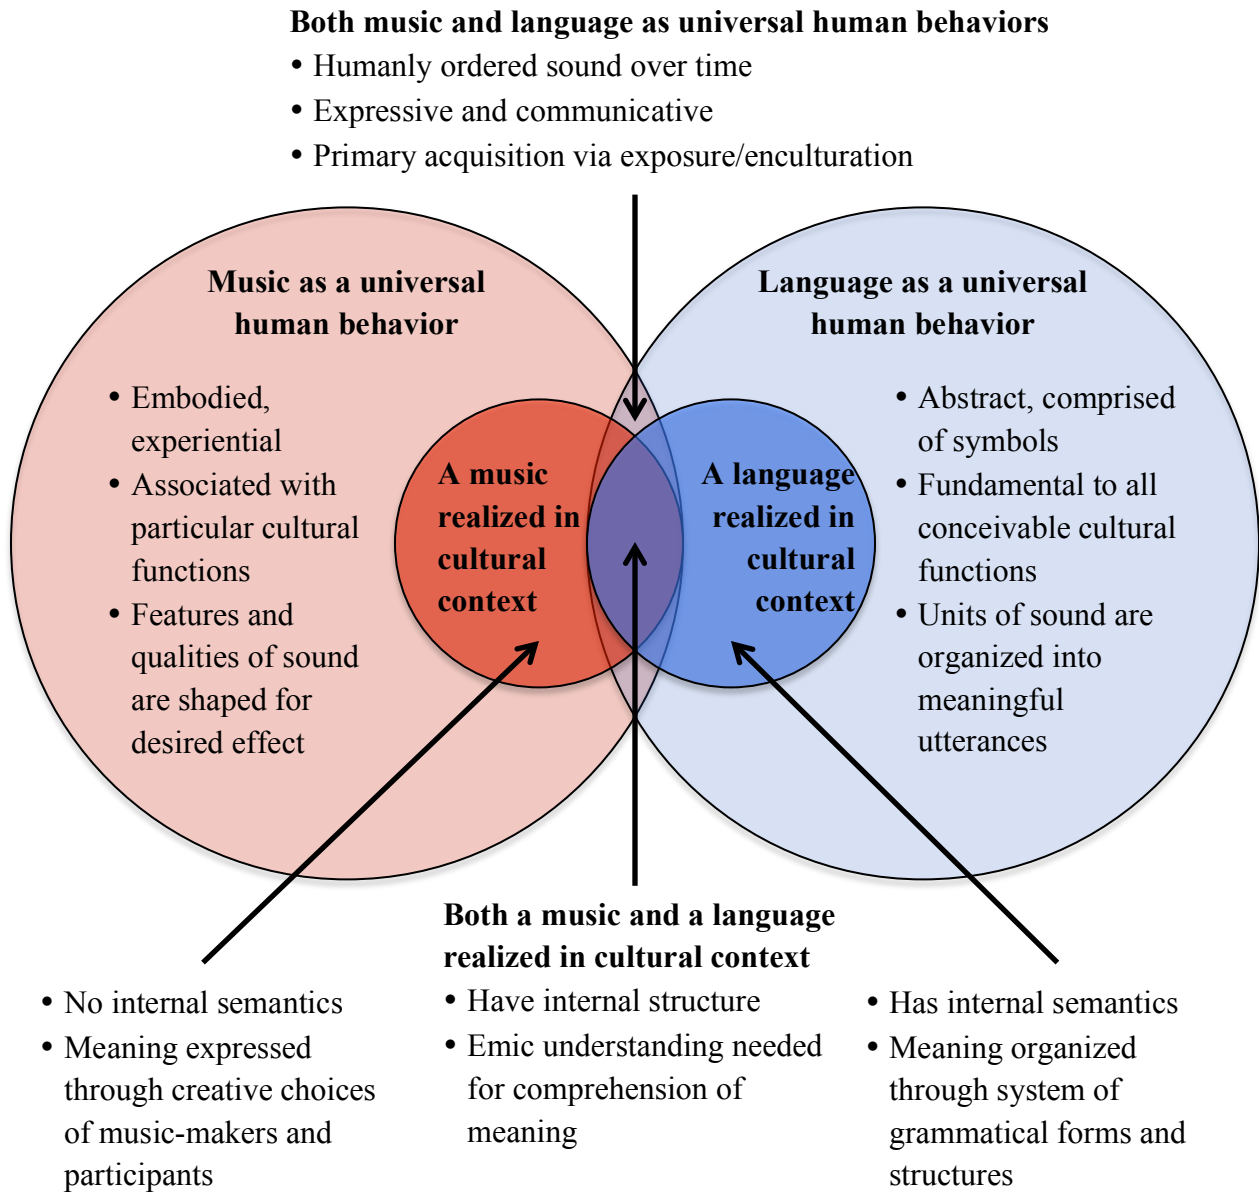 Both music and language as universal human behaviors
• Humanly ordered sound over time
• Expressive and communicative
• Primary acquisition via exposure/enculturation
Music as a universal
human behavior
• Embodied,
experiential
• Associated with
particular cultural
functions
• Features and
qualities of sound
are shaped for
desired effect
A music
realized in
cultural
context
A language
realized in
cultural
context
Language as a universal
human behavior
• Abstract, comprised
of symbols
• Fundamental to all
conceivable cultural
functions
• Units of sound are
organized into
meaningful
utterances
• No internal semantics
• Meaning expressed
through creative choices
of music-makers and
participants
Both a music and a language
realized in cultural context
• Have internal structure
• Emic understanding needed
for comprehension of
meaning
• Has internal semantics
• Meaning organized
through system of
grammatical forms and
structures